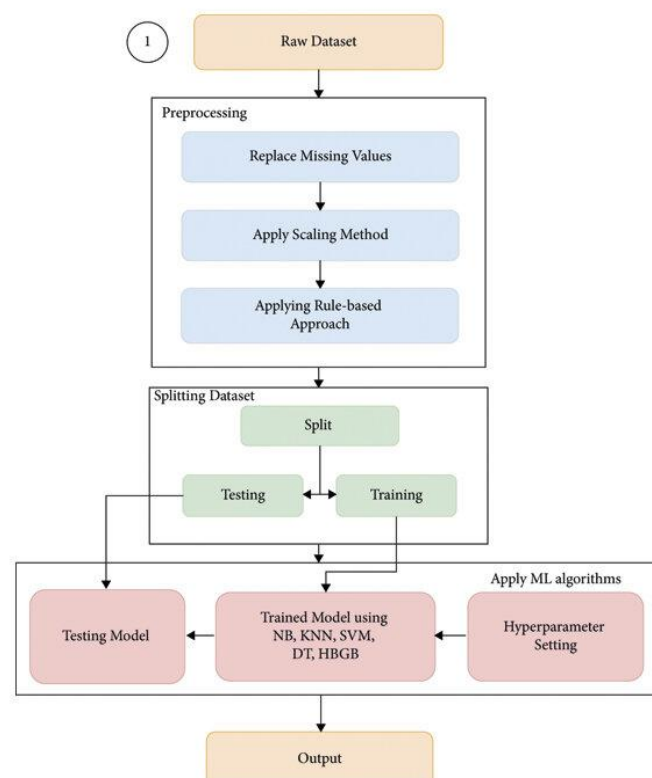 1
Raw Dataset
Preprocessing
Replace Missing Values
Apply Scaling Method
Applying Rule-based
Approach
Splitting Dataset
Split
Testing
Training
Apply ML algorithms
Testing Model
Trained Model using
NB, KNN, SVM,
DT, HBGB
Hyperparameter
Setting
Output